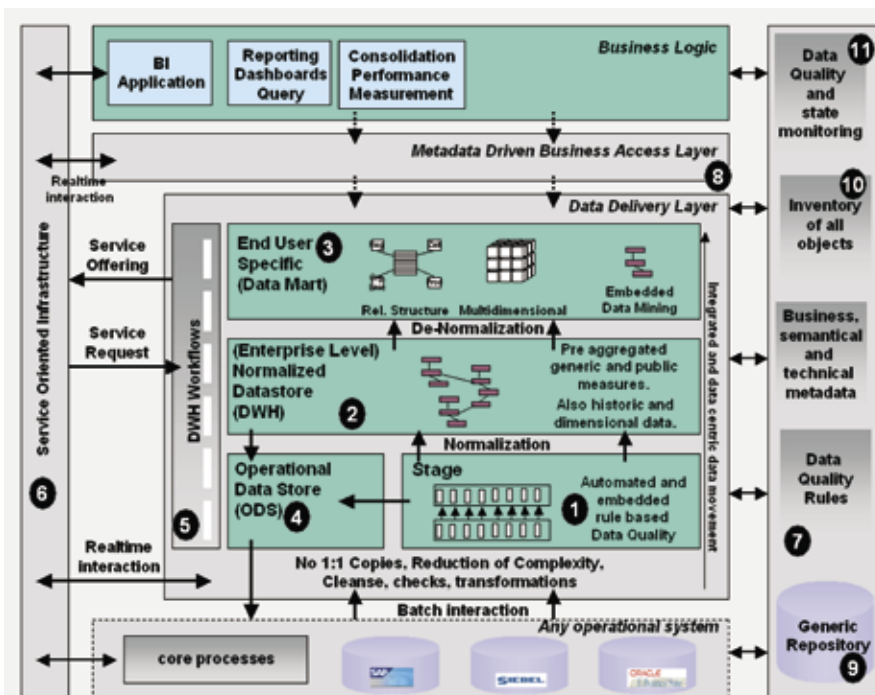 Business Logic
BI
Application
Reporting
Dashboards
Query
Consolidation
Performance
Measurement
Metadata Driven Business Access Layer
8
Realtime
interaction
Data Delivery Layer
Service
Offering
Service
Request
Service Oriented Infrastructure
6
DWH Workflows
5
End User
Specific
(Data Mart)
3
Rel. Structure
Multidimensional
Embedded
Data Mining
De-Normalization
(Enterprise Level)
Normalized
Datastore
(DWH)
2
Pre aggregated
generic and public
measures.
Also historic and
dimensional data.
Normalization
Operational
Data Store
(ODS)
4
Stage
1
Automated and
embedded
rule based
Data Quality
Integrated and data centric data movement
Realtime
interaction
No 1:1 Copies, Reduction of Complexity,
Cleanse, checks, transformations
Batch interaction
Any operational system
core processes
SAP
SIEBEL
ORACLE
Data
Quality
and
state
monitoring
11
10
Inventory
of all
objects
Business,
semantical
and
technical
metadata
Data
Quality
Rules
7
Generic
Repository
9